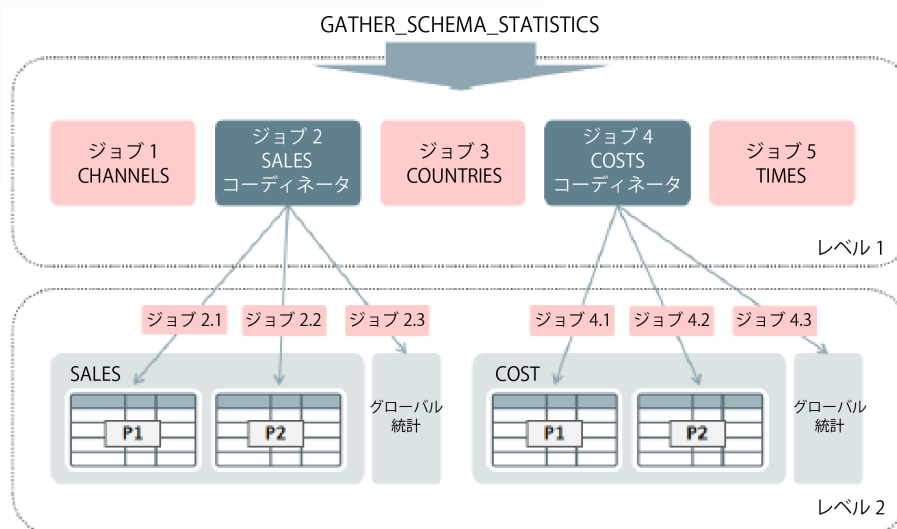 GATHER_SCHEMA_STATISTICS
ジョブ 1
CHANNELS
ジョブ 2
SALES
コーディネータ
ジョブ 3
COUNTRIES
ジョブ 4
COSTS
コーディネータ
ジョブ 5
TIMES
レベル 1
ジョブ 2.1
ジョブ 2.2
ジョブ 2.3
ジョブ 4.1
ジョブ 4.2
ジョブ 4.3
SALES
P1
P2
グローバル
統計
COST
P1
P2
グローバル
統計
レベル 2